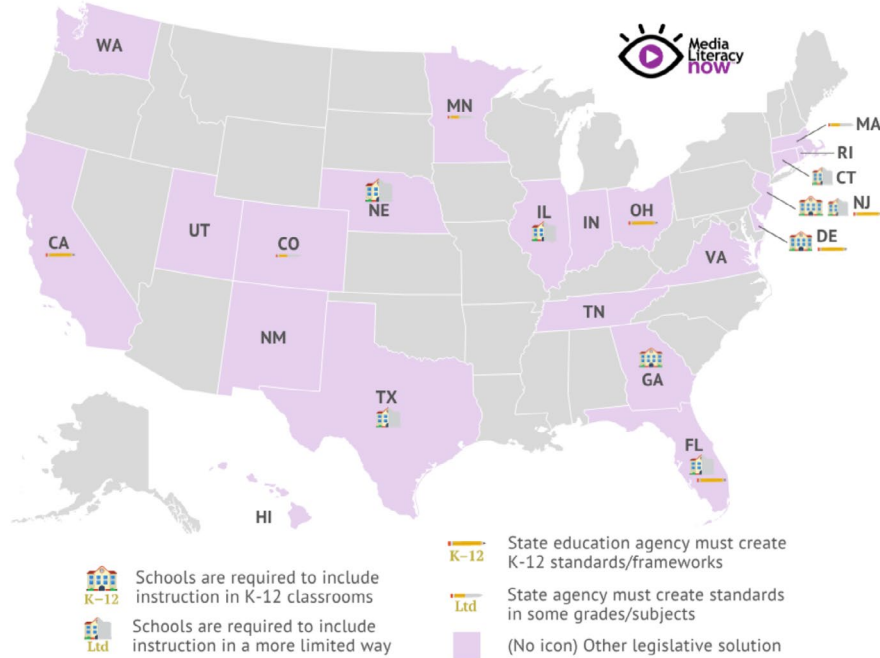 WA
Media
Literacy
now
MN
MA
RI
CT
NE
NJ
IL
IN
OH
DE
CA
UT
CO
VA
TN
NM
GA
TX
FL
HI
K-12
Schools are required to include
instruction in K-12 classrooms
Ltd
Schools are required to include
instruction in a more limited way
K-12
State education agency must create
K-12 standards/frameworks
Ltd
State agency must create standards
in some grades/subjects
(No icon) Other legislative solution